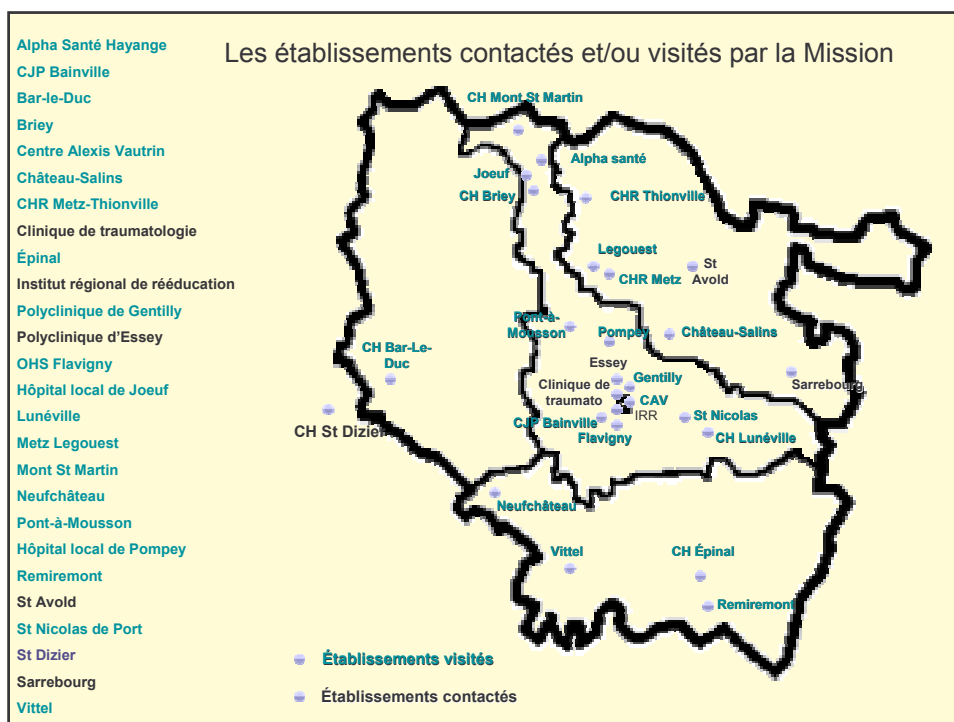 Les établissements contactés et/ou visités par la Mission
Alpha Santé Hayange
CJP Bainville
Bar-le-Duc
Briey
Centre Alexis Vautrin
Château-Salins
CHR Metz-Thionville
Clinique de traumatologie
Épinal
Institut régional de rééducation
Polyclinique de Gentilly
Polyclinique d'Essey
OHS Flavigny
Hôpital local de Joeuf
Lunéville
Metz Legouest
Mont St Martin
Neufchâteau
Pont-à-Mousson
Hôpital local de Pompey
Remiremont
St Avold
St Nicolas de Port
St Dizier
Sarrebourg
Vittel
CH Mont St Martin
Alpha santé
Joeuf
CH Briey
CHR Thionville
Legouest
CHR Metz
St
Avold
Pont-à-
Mousson
Pompey
Château-Salins
CH Bar-Le-
Duc
Essey
Gentilly
Sarrebourg
Clinique de
traumato
CAV
IRR
CJP Bainville
St Nicolas
Flavigny
CH Lunéville
CH St Dizier
Neufchâteau
Vittel
CH Épinal
Remiremont
Établissements visités
Établissements contactés